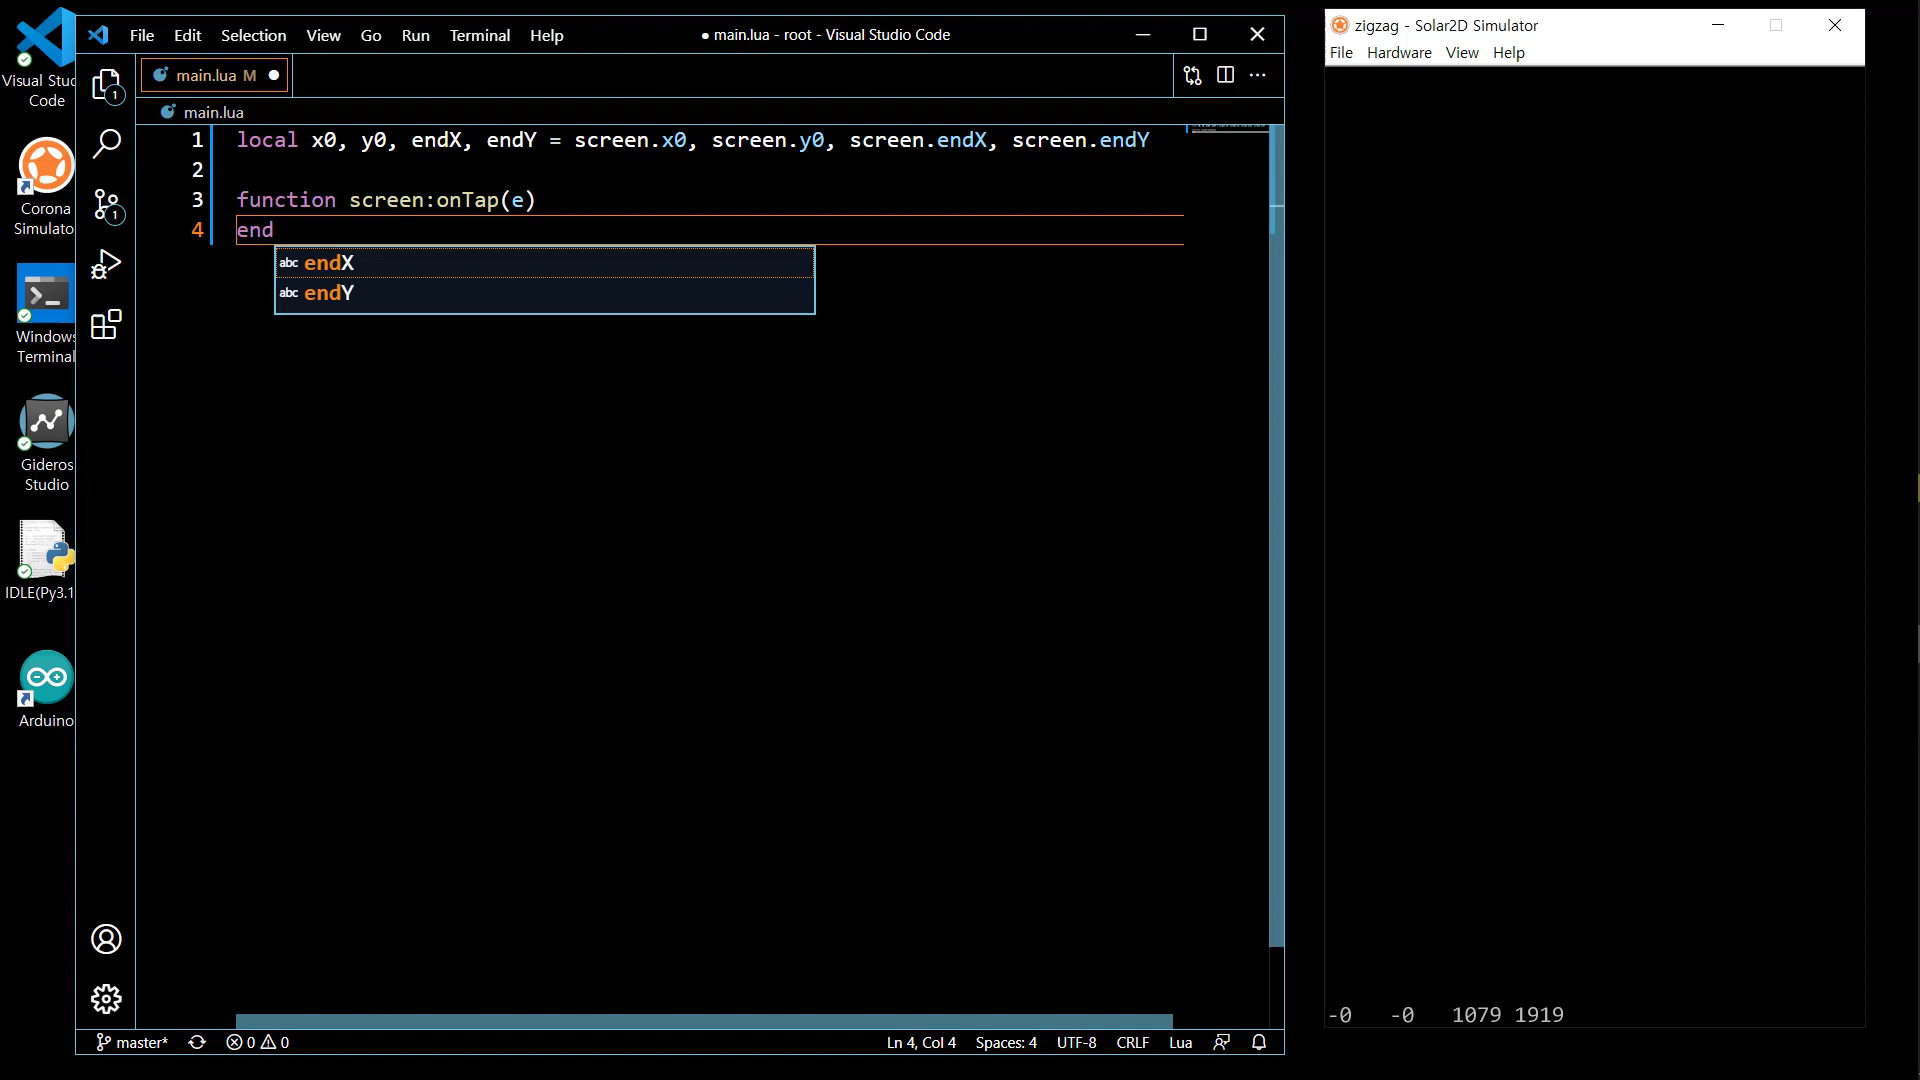 Visual Stud
Code
Corona
Simulato
Windows
Terminal
Gideros
Studio
IDLE(Py3.1
Arduino
File Edit Selection View Go Run Terminal Help
● main.lua - root - Visual Studio Code
main.lua M ●
main.lua
1 local x0, y0, endX, endY = screen.x0, screen.y0, screen.endX, screen.endY
2
3 function screen:onTap(e)
4 end
abc endX
abc endY
1
1
master* 0 0 Ln 4, Col 4 Spaces: 4 UTF-8 CRLF Lua
zigzag - Solar2D Simulator
File Hardware View Help
-0 -0 1079 1919